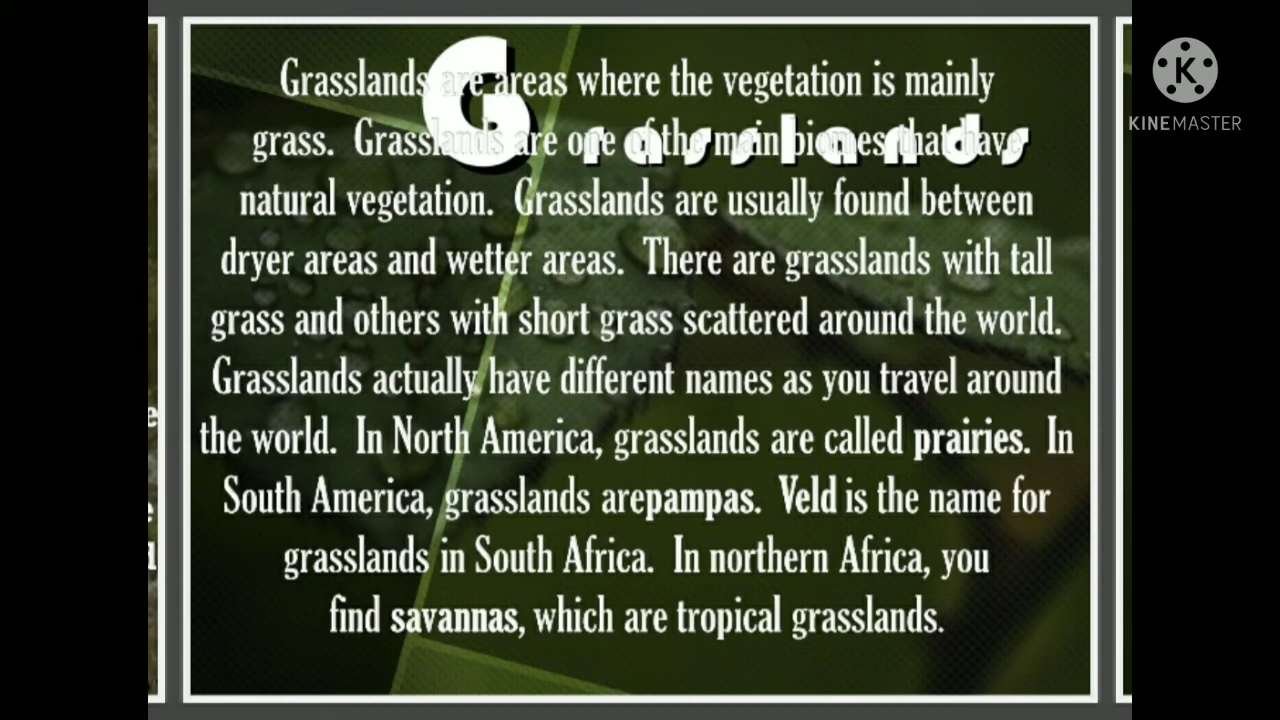 Grasslands
Grasslands are areas where the vegetation is mainly
grass. Grasslands are one of the main biomes that have
natural vegetation. Grasslands are usually found between
dryer areas and wetter areas. There are grasslands with tall
grass and others with short grass scattered around the world.
Grasslands actually have different names as you travel around
the world. In North America, grasslands are called prairies. In
South America, grasslands arepampas. Veld is the name for
grasslands in South Africa. In northern Africa, you
find savannas, which are tropical grasslands.
K
KINEMASTER